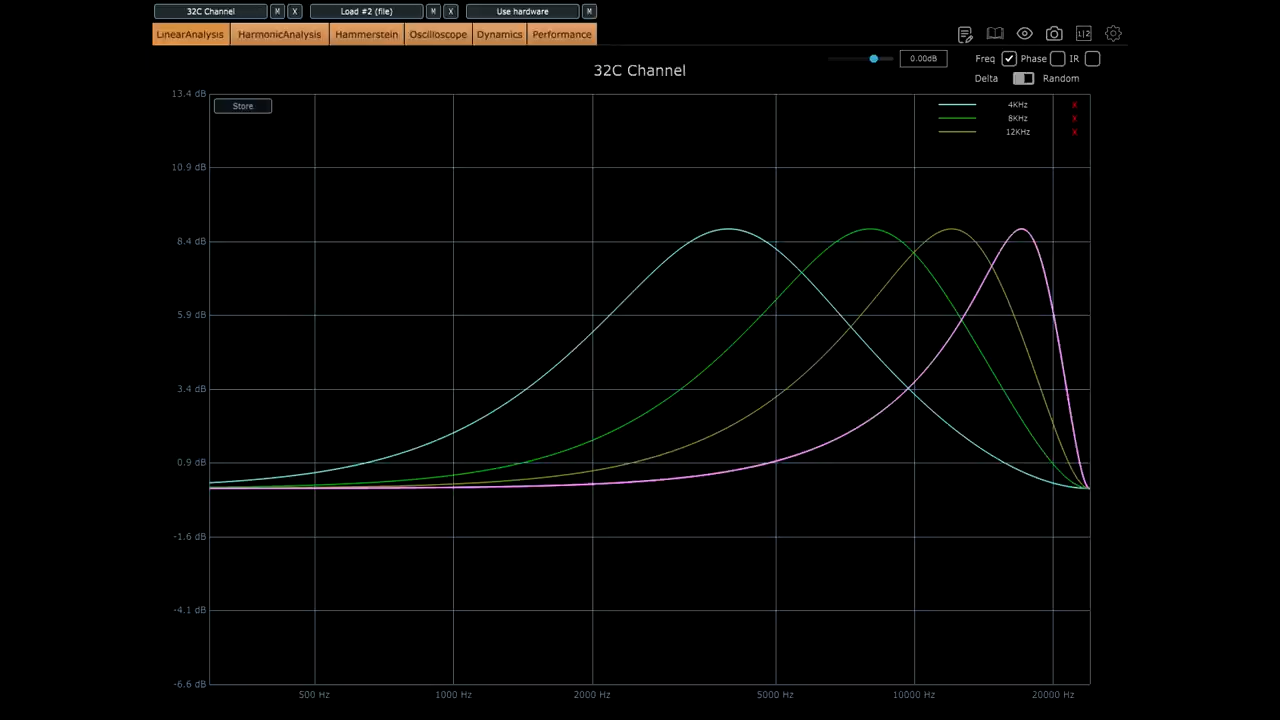 32C Channel M X Load #2 (file) M X Use hardware M
LinearAnalysis HarmonicAnalysis Hammerstein Oscilloscope Dynamics Performance
1|2
0.00dB Freq Phase IR
Delta Random
32C Channel
Store
4KHz X
8KHz X
12KHz X
13.4 dB
10.9 dB
8.4 dB
5.9 dB
3.4 dB
0.9 dB
-1.6 dB
-4.1 dB
-6.6 dB
500 Hz 1000 Hz 2000 Hz 5000 Hz 10000 Hz 20000 Hz